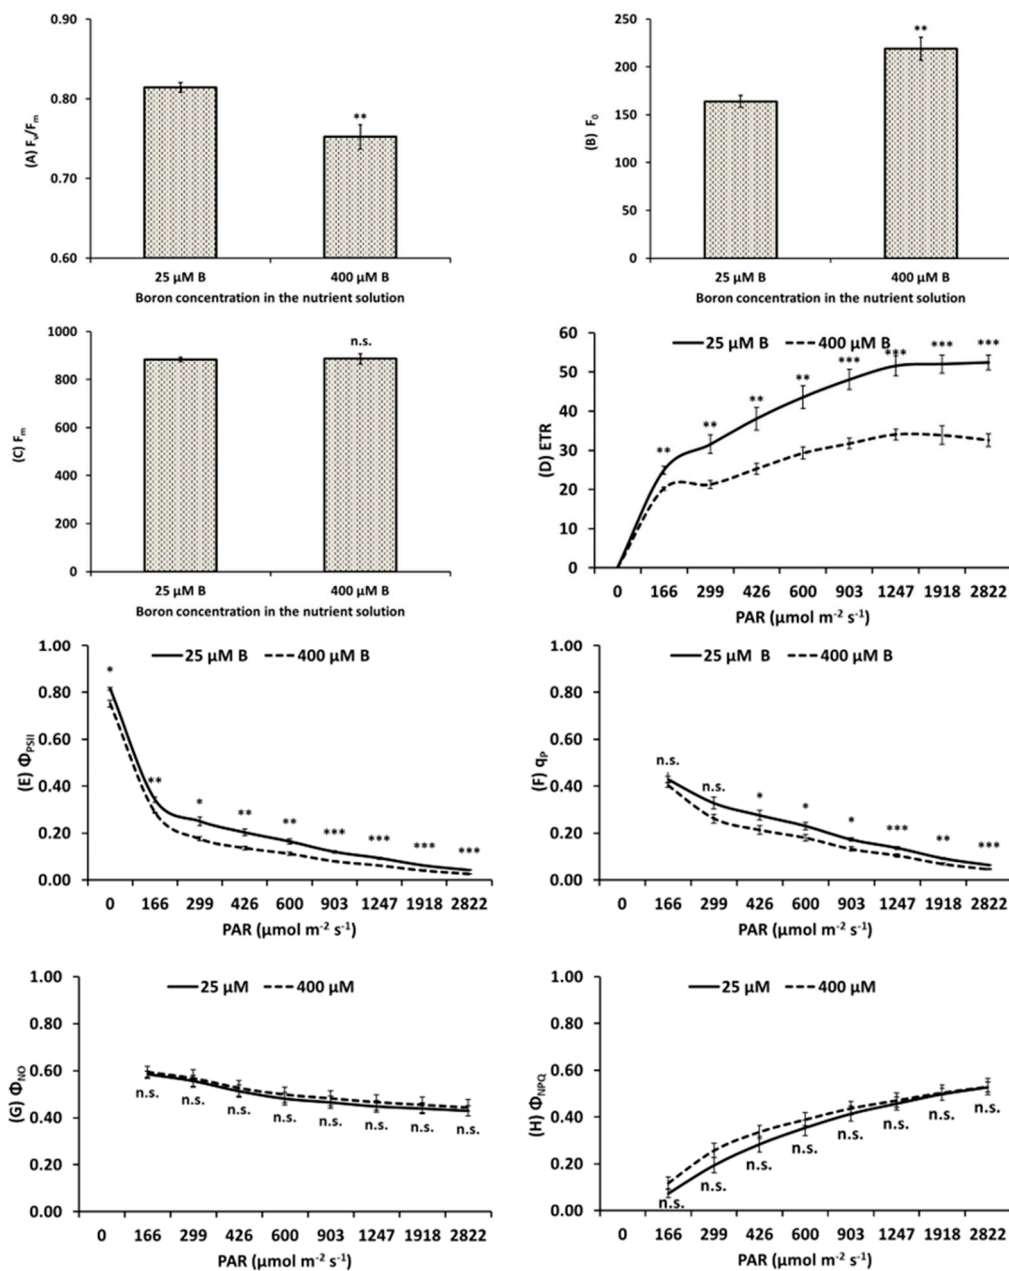 0.90
0.80
0.70
0.60
(A) Fv/Fm
**
25 µM B
400 µM B
Boron concentration in the nutrient solution
250
200
150
100
50
0
(B) F0
**
25 µM B
400 µM B
Boron concentration in the nutrient solution
1000
800
600
400
200
0
(C) Fm
n.s.
25 µM B
400 µM B
Boron concentration in the nutrient solution
60
50
40
30
20
10
0
(D) ETR
25 µM B 400 µM B
** ** ** ** *** *** *** ***
0 166 299 426 600 903 1247 1918 2822
PAR (µmol m-2 s-1)
1.00
0.80
0.60
0.40
0.20
0.00
(E) ΦPSII
25 µM B 400 µM B
* ** * ** ** *** *** *** ***
0 166 299 426 600 903 1247 1918 2822
PAR (µmol m-2 s-1)
1.00
0.80
0.60
0.40
0.20
0.00
(F) qP
25 µM B 400 µM B
n.s. n.s. * * * *** ** ***
0 166 299 426 600 903 1247 1918 2822
PAR (µmol m-2 s-1)
1.00
0.80
0.60
0.40
0.20
0.00
(G) ΦNO
25 µM 400 µM
n.s. n.s. n.s. n.s. n.s. n.s. n.s. n.s.
0 166 299 426 600 903 1247 1918 2822
PAR (µmol m-2 s-1)
1.00
0.80
0.60
0.40
0.20
0.00
(H) ΦNPQ
25 µM 400 µM
n.s. n.s. n.s. n.s. n.s. n.s. n.s. n.s.
0 166 299 426 600 903 1247 1918 2822
PAR (µmol m-2 s-1)